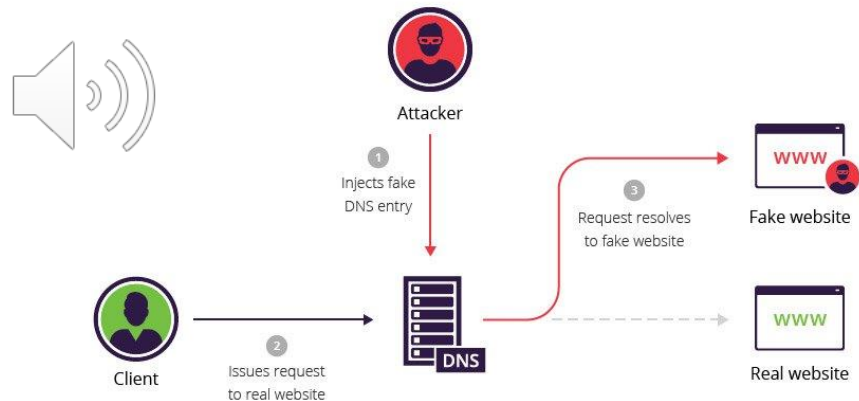 Attacker
1
Injects fake
DNS entry
www
3
Request resolves
to fake website
Fake website
DNS
www
2
Client
Issues request
to real website
Real website